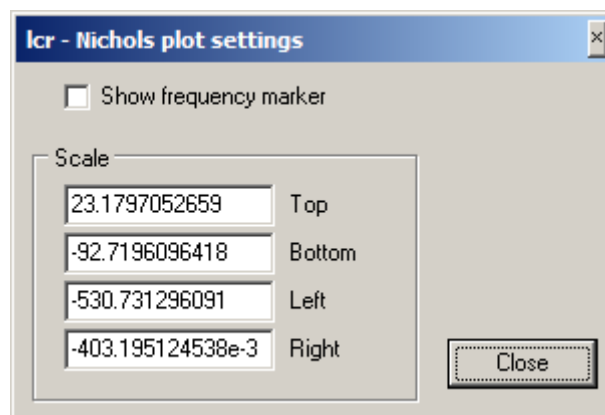 lcr - Nichols plot settings
Show frequency marker
Scale
23.1797052659 Top
-92.7196096418 Bottom
-530.731296091 Left
-403.195124538e-3 Right
Close